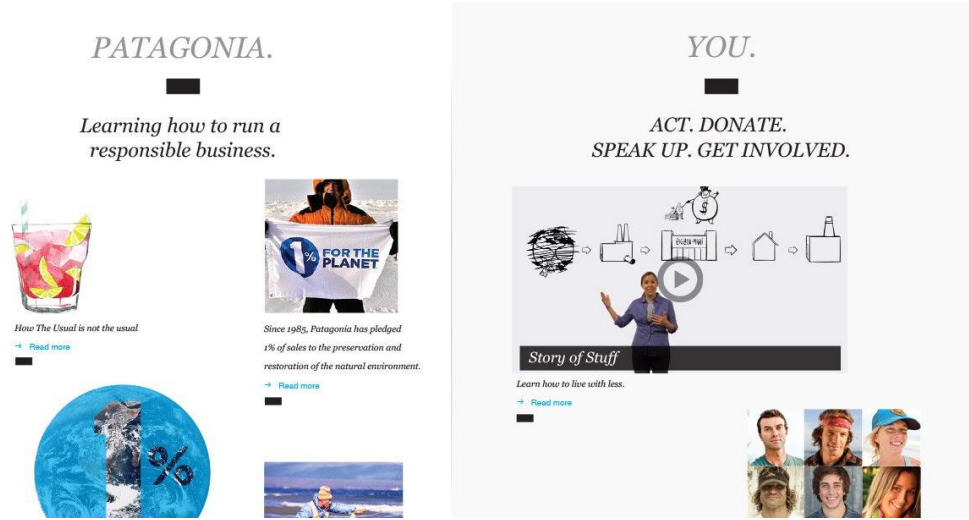 PATAGONIA.
Learning how to run a
responsible business.
1% FOR THE
PLANET
How The Usual is not the usual
→ Read more
Since 1985, Patagonia has pledged
1% of sales to the preservation and
restoration of the natural environment.
→ Read more
1%
YOU.
ACT. DONATE.
SPEAK UP. GET INVOLVED.
$
Story of Stuff
Learn how to live with less.
→ Read more